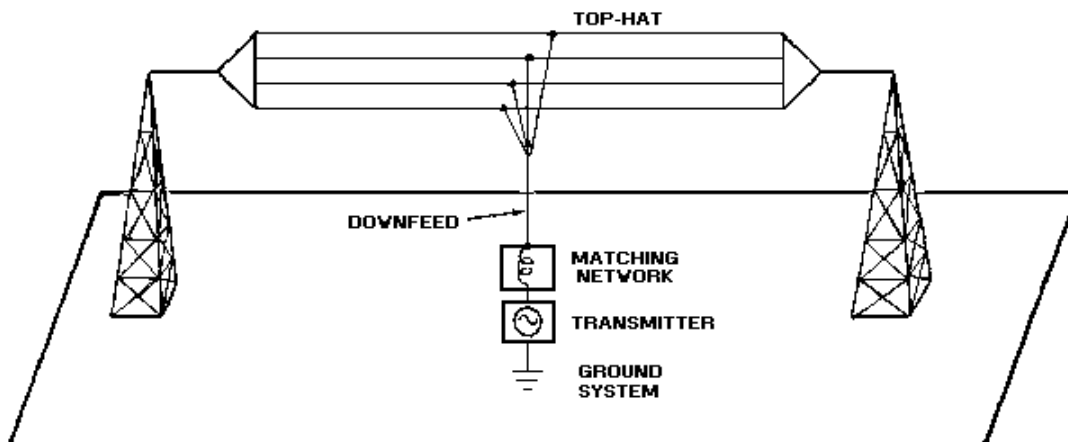 TOP-HAT
DOWNFEED
MATCHING
NETWORK
TRANSMITTER
GROUND
SYSTEM